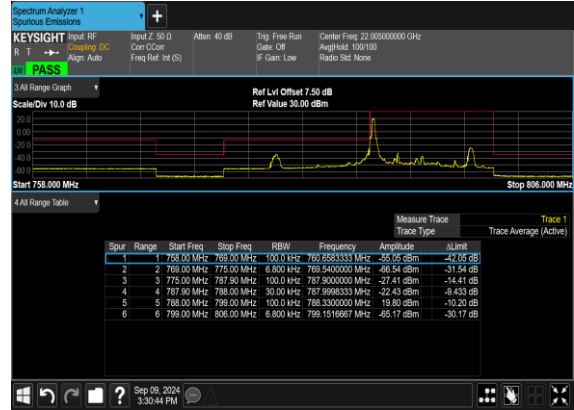 Spectrum Analyzer 1
Spurious Emissions
KEYSIGHT Input: RF Input Z: 50 Ω Atten: 40 dB Trig: Free Run Center Freq: 22.005000000 GHz
R T Coupling: DC Corr CCorr Gate: Off Avg|Hold: 100/100
Align: Auto Freq Ref: Int (S) IF Gain: Low Radio Std: None
PASS
3 All Range Graph
Ref Lvl Offset 7.50 dB
Scale/Div 10.0 dB Ref Value 30.00 dBm
20.0
0.00
-20.0
-40.0
-60.0
Start 758.000 MHz Stop 806.000 MHz
4 All Range Table
Measure Trace Trace 1
Trace Type Trace Average (Active)
Spur Range Start Freq Stop Freq RBW Frequency Amplitude ΔLimit
1 1 758.00 MHz 769.00 MHz 100.0 kHz 760.6583333 MHz -55.05 dBm -42.05 dB
2 2 769.00 MHz 775.00 MHz 6.800 kHz 769.5400000 MHz -66.54 dBm -31.54 dB
3 3 775.00 MHz 787.90 MHz 100.0 kHz 787.9000000 MHz -27.41 dBm -14.41 dB
4 4 787.90 MHz 788.00 MHz 30.00 kHz 787.9998333 MHz -22.43 dBm -9.433 dB
5 5 788.00 MHz 799.00 MHz 100.0 kHz 788.3300000 MHz 19.80 dBm -10.20 dB
6 6 799.00 MHz 806.00 MHz 6.800 kHz 799.1516667 MHz -65.17 dBm -30.17 dB
? Sep 09, 2024
3:30:44 PM